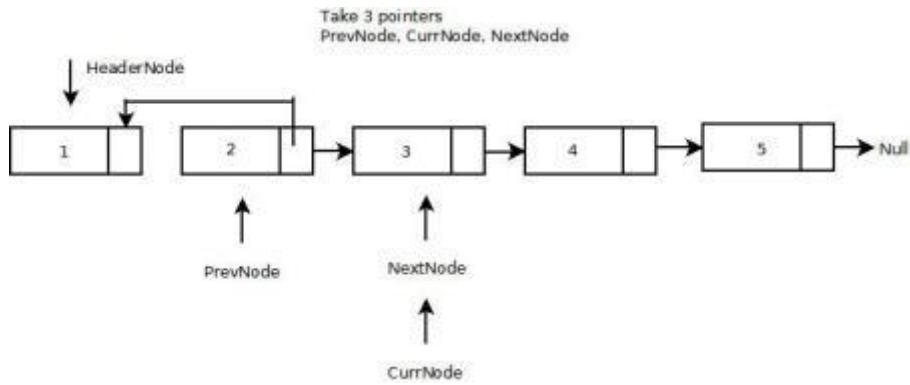 Take 3 pointers
PrevNode, CurrNode, NextNode
HeaderNode
1
2
3
4
5
Null
PrevNode
NextNode
CurrNode